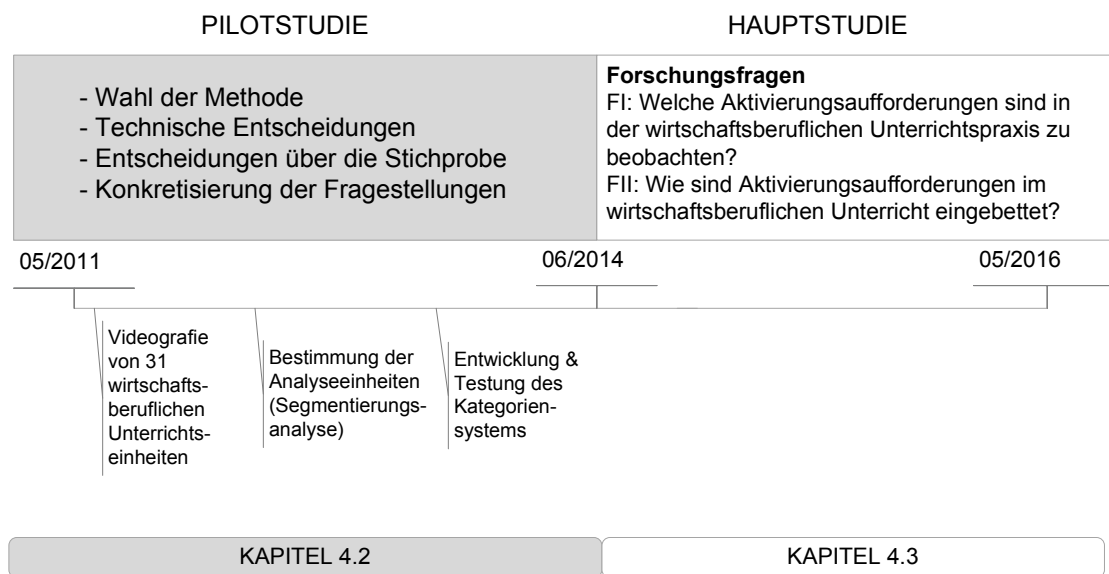 PILOTSTUDIE
HAUPTSTUDIE
- Wahl der Methode
- Technische Entscheidungen
- Entscheidungen über die Stichprobe
- Konkretisierung der Fragestellungen
Forschungsfragen
FI: Welche Aktivierungsaufforderungen sind in
der wirtschaftsberuflichen Unterrichtspraxis zu
beobachten?
FII: Wie sind Aktivierungsaufforderungen im
wirtschaftsberuflichen Unterricht eingebettet?
05/2011
06/2014
05/2016
Videografie
von 31
wirtschafts-
beruflichen
Unterrichts-
einheiten
Bestimmung der
Analyseeinheiten
(Segmentierungs-
analyse)
Entwicklung &
Testung des
Kategorien-
systems
KAPITEL 4.2
KAPITEL 4.3